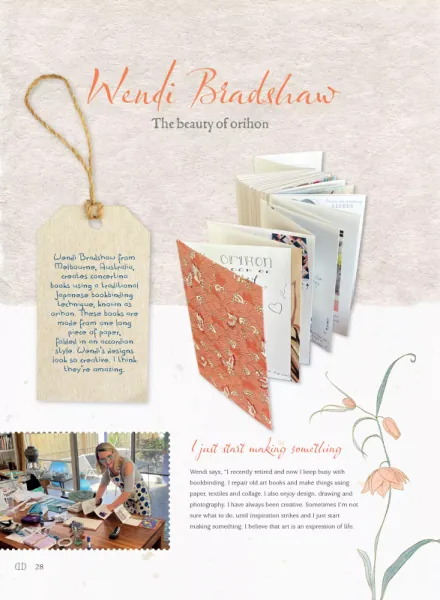 Wendi Bradshaw
The beauty of orihon
Wendi Bradshaw from
Melbourne, Australia,
creates concertina
books using a traditional
Japanese bookbinding
technique, known as
orihon. These books are
made from one long
piece of paper,
folded in an accordion
style. Wendi's designs
look so creative. I think
they're amazing.
ORIHON
I just start making something
Wendi says, "I recently retired and now I keep busy with
bookbinding. I repair old art books and make things using
paper, textiles and collage. I also enjoy design, drawing and
photography. I have always been creative. Sometimes I'm not
sure what to do, until inspiration strikes and I just start
making something. I believe that art is an expression of life.
28